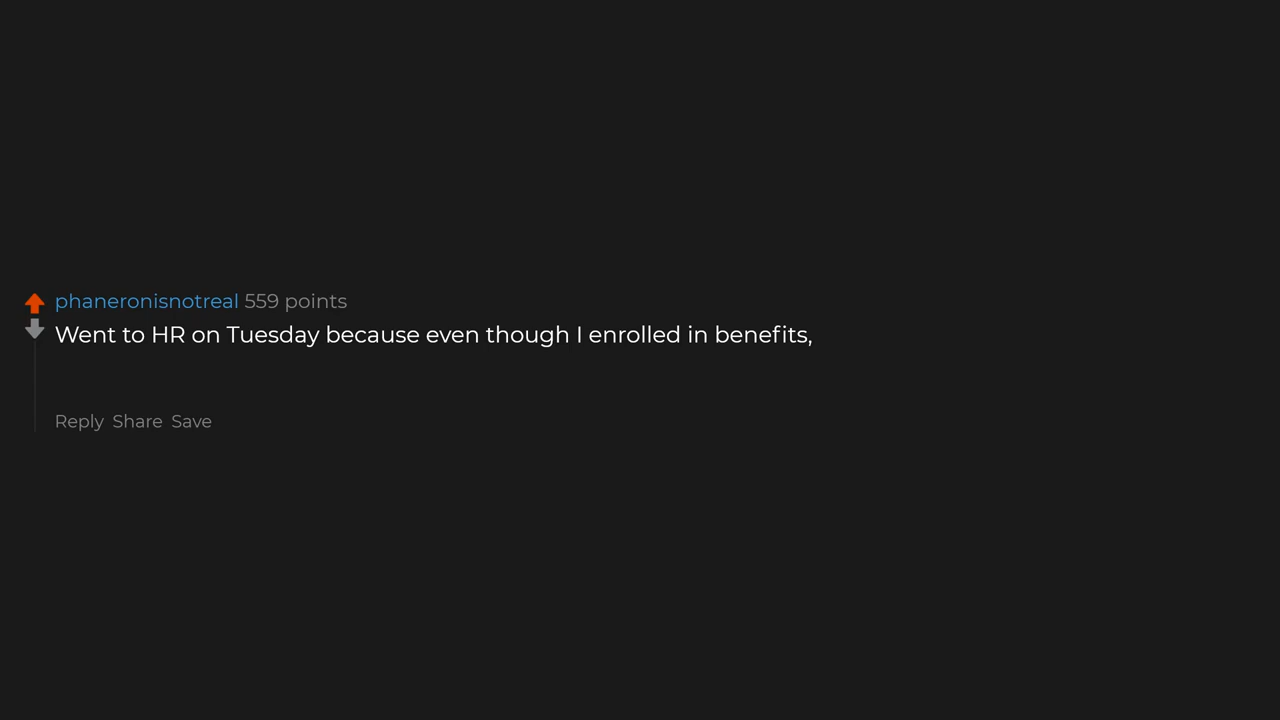 phaneronisnotreal 559 points
Went to HR on Tuesday because even though I enrolled in benefits,
Reply Share Save